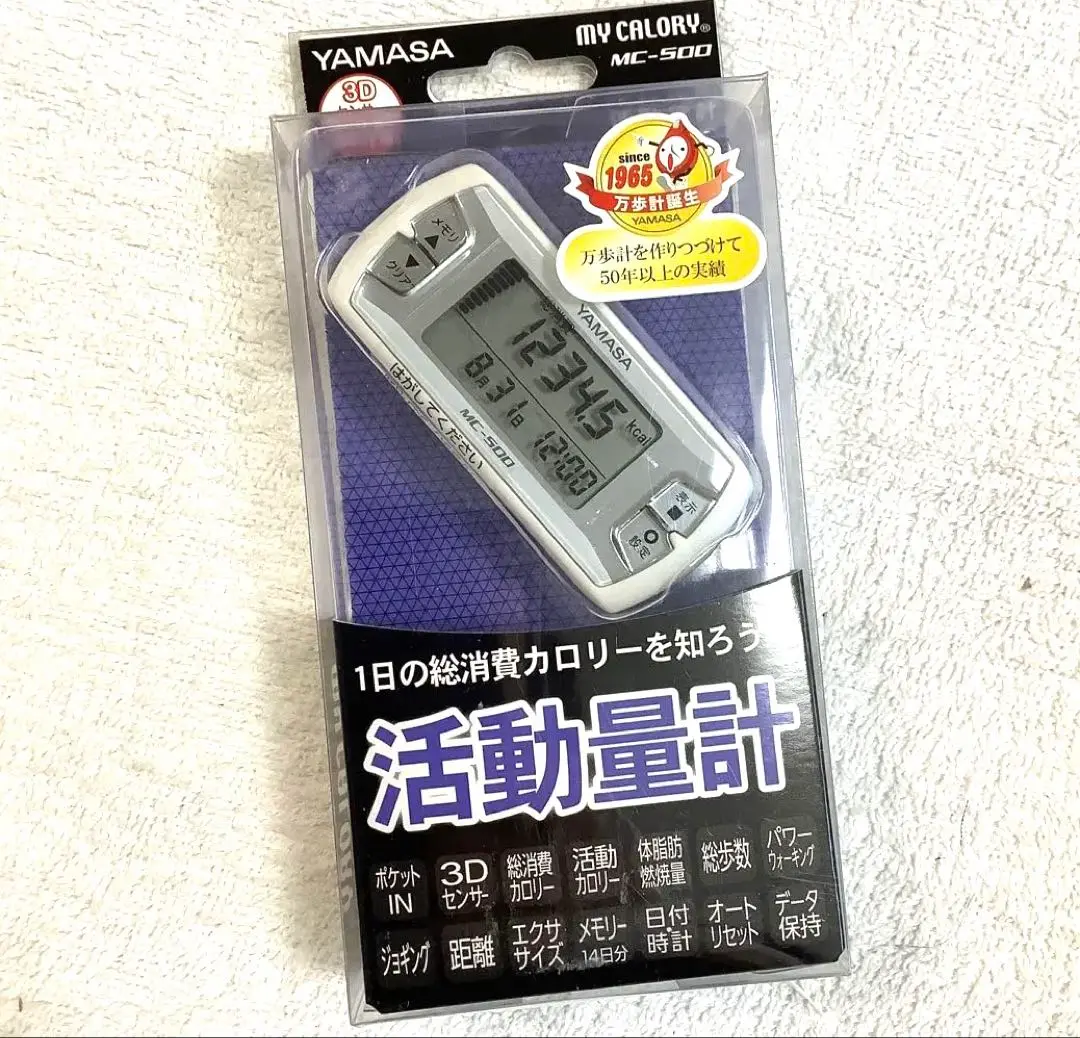 YAMASA
MY CALORY®
MC-500
3D
since
1965
万歩計誕生
YAMASA
万歩計を作りつづけて
50年以上の実績
メモリ
▲
▼
クリア
YAMASA
12345
kcal
8月31日 12:00
MC-500
はがしてください
表示
設定
1日の総消費カロリーを知ろう
活動量計
ポケット
IN
3D
センサー
総消費
カロリー
活動
カロリー
体脂肪
燃焼量
総歩数
パワー
ウォーキング
ジョギング
距離
エクサ
サイズ
メモリー
14日分
日付・
時計
オート
リセット
データ
保持